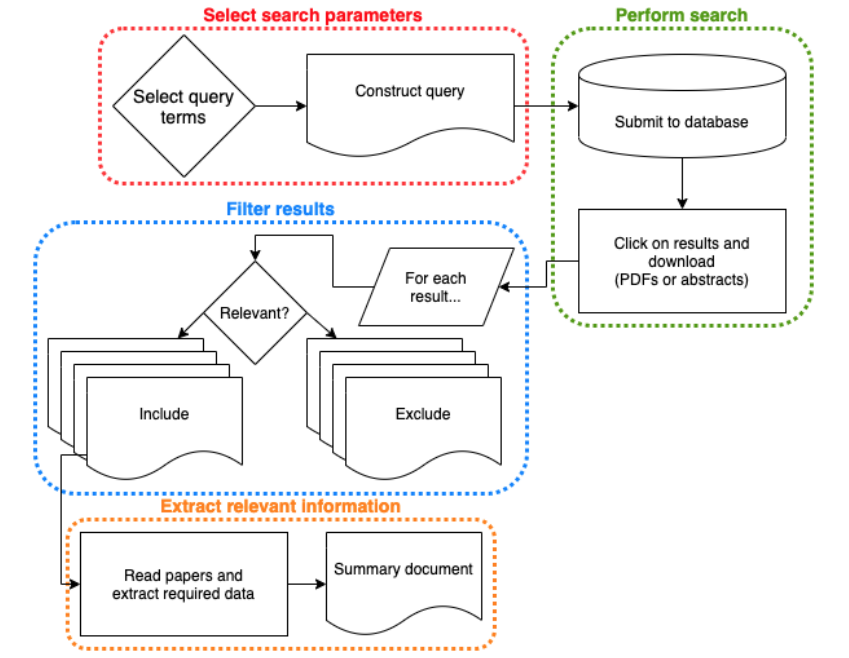 Select search parameters
Perform search
Select query
terms
Construct query
Submit to database
Click on results and
download
(PDFs or abstracts)
Filter results
For each
result...
Relevant?
Include
Exclude
Extract relevant information
Read papers and
extract required data
Summary document